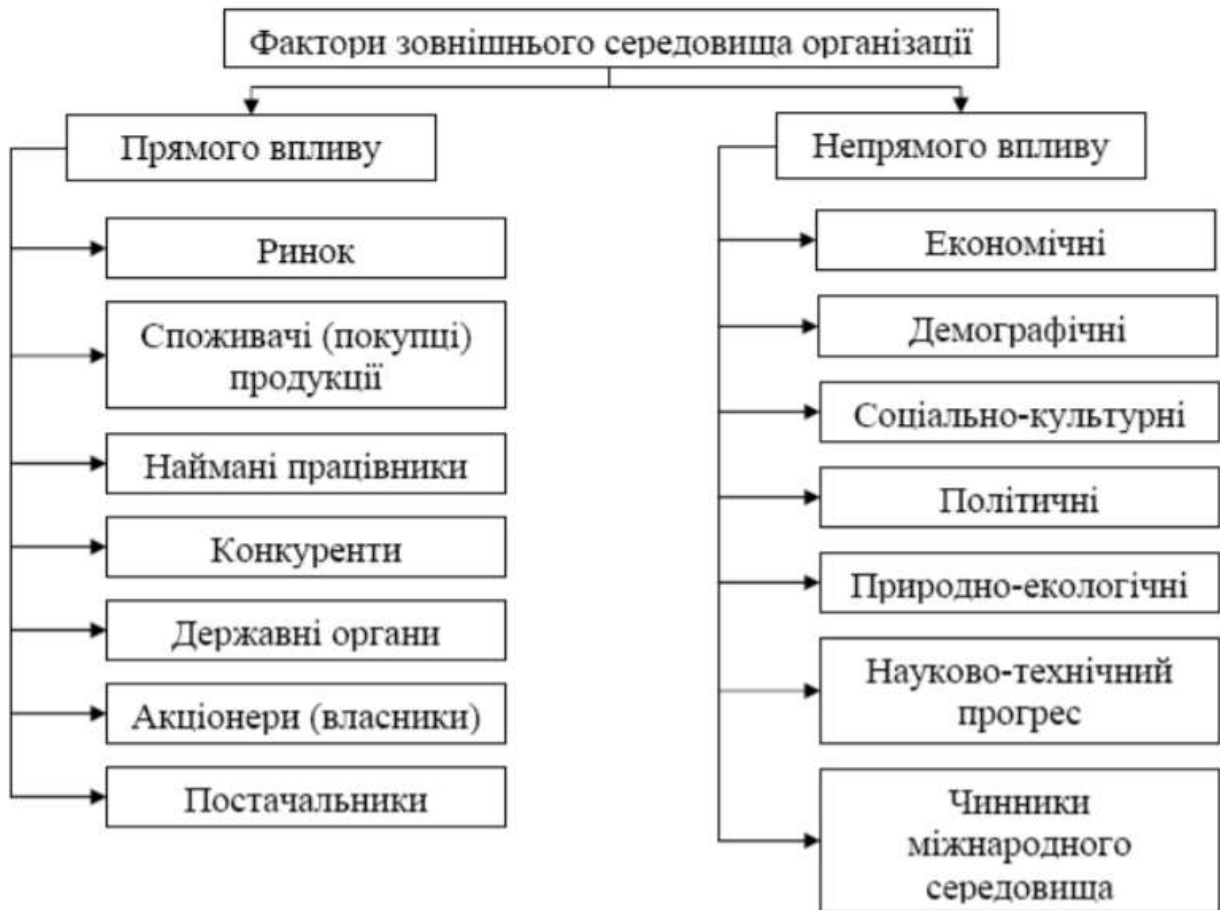 Фактори зовнішнього середовища організації
Прямого впливу
Ринок
Споживачі (покупці)
продукції
Наймані працівники
Конкуренти
Державні органи
Акціонери (власники)
Постачальники
Непрямого впливу
Економічні
Демографічні
Соціально-культурні
Політичні
Природно-екологічні
Науково-технічний
прогрес
Чинники
міжнародного
середовища